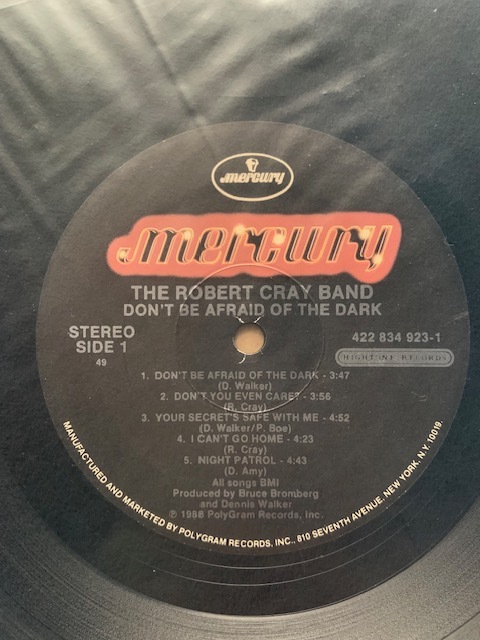 mercury
mercury
THE ROBERT CRAY BAND
DON'T BE AFRAID OF THE DARK
STEREO
SIDE 1
49
422 834 923-1
HIGHTONE RECORDS
1. DON'T BE AFRAID OF THE DARK - 3:47
(D. Walker)
2. DON'T YOU EVEN CARE? - 3:56
(R. Cray)
3. YOUR SECRET'S SAFE WITH ME - 4:52
(D. Walker/P. Boe)
4. I CAN'T GO HOME - 4:23
(R. Cray)
5. NIGHT PATROL - 4:43
(D. Amy)
All songs BMI
Produced by Bruce Bromberg
and Dennis Walker
℗ 1988 PolyGram Records, Inc.
MANUFACTURED AND MARKETED BY POLYGRAM RECORDS, INC., 810 SEVENTH AVENUE, NEW YORK, N.Y. 10019.